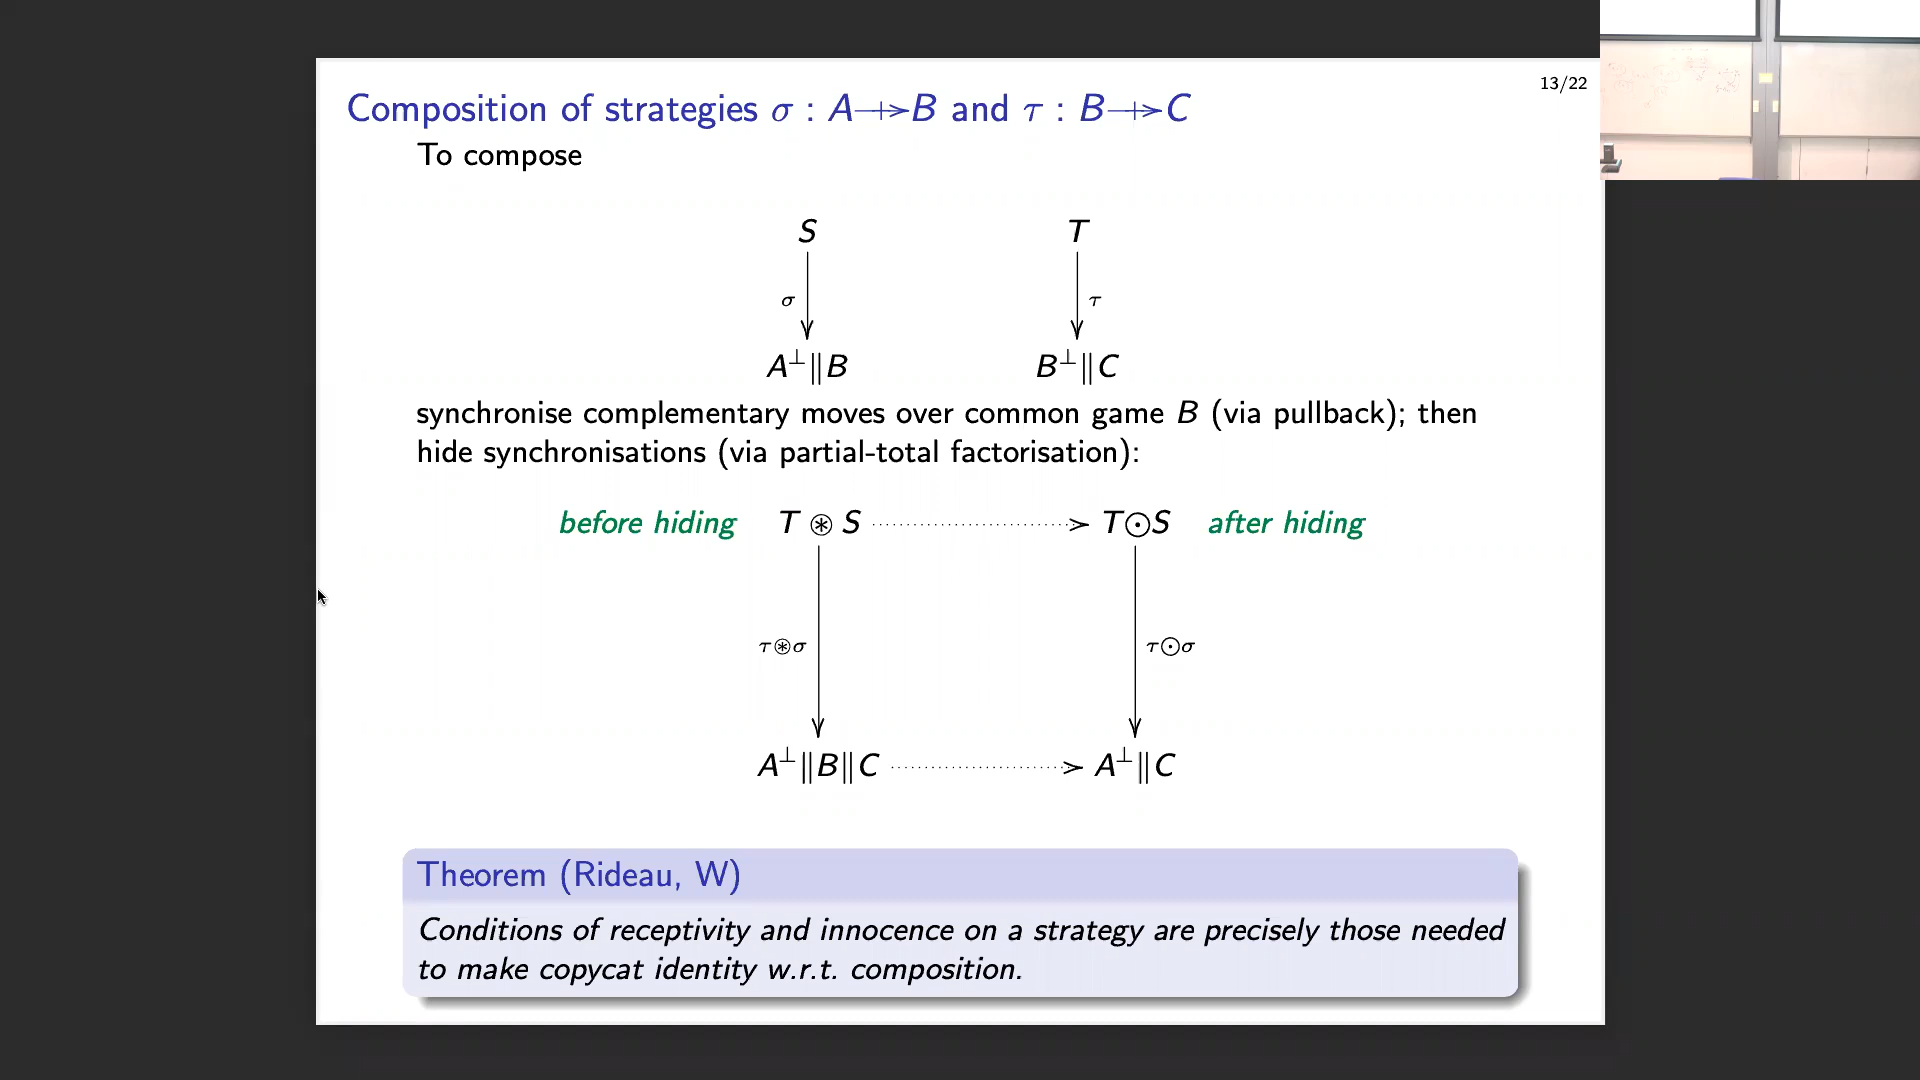 13/22
Composition of strategies σ : A⇸B and τ : B⇸C
To compose
S T
σ τ
A⊥∥B B⊥∥C
synchronise complementary moves over common game B (via pullback); then
hide synchronisations (via partial-total factorisation):
before hiding T ⊛ S T⊙S after hiding
τ⊛σ τ⊙σ
A⊥∥B∥C A⊥∥C
Theorem (Rideau, W)
Conditions of receptivity and innocence on a strategy are precisely those needed
to make copycat identity w.r.t. composition.